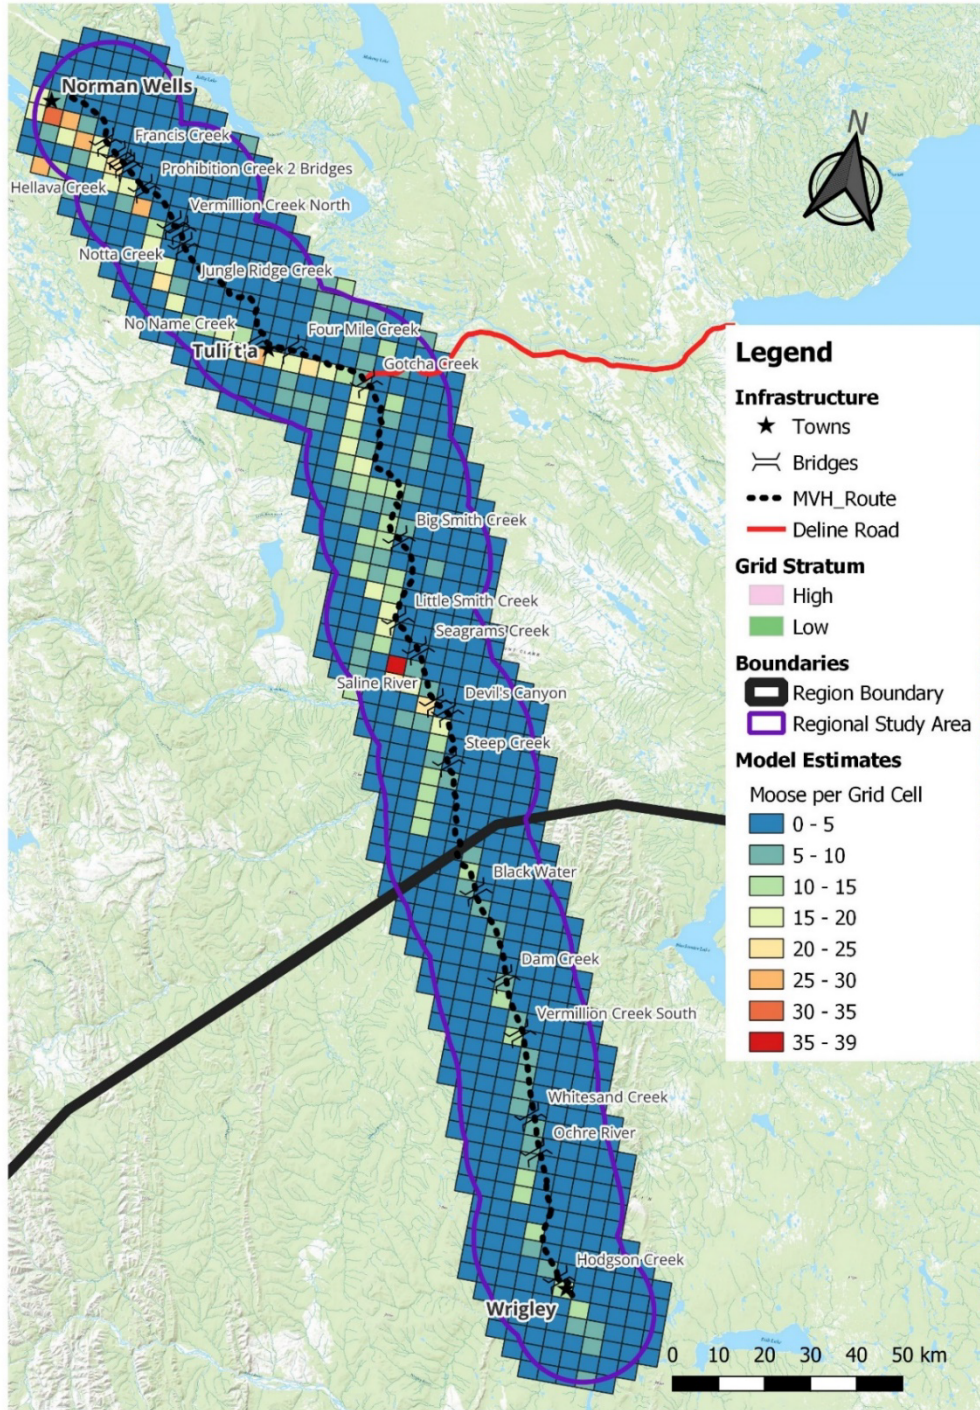 N
Norman Wells
Francis Creek
Prohibition Creek 2 Bridges
Hellava Creek
Vermillion Creek North
Notta Creek
Jungle Ridge Creek
No Name Creek
Four Mile Creek
Tulít'a
Gotcha Creek
Big Smith Creek
Little Smith Creek
Seagrams Creek
Saline River
Devil's Canyon
Steep Creek
Black Water
Dam Creek
Vermillion Creek South
Whitesand Creek
Ochre River
Hodgson Creek
Wrigley
Legend
Infrastructure
Towns
Bridges
MVH_Route
Deline Road
Grid Stratum
High
Low
Boundaries
Region Boundary
Regional Study Area
Model Estimates
Moose per Grid Cell
0 - 5
5 - 10
10 - 15
15 - 20
20 - 25
25 - 30
30 - 35
35 - 39
0 10 20 30 40 50 km